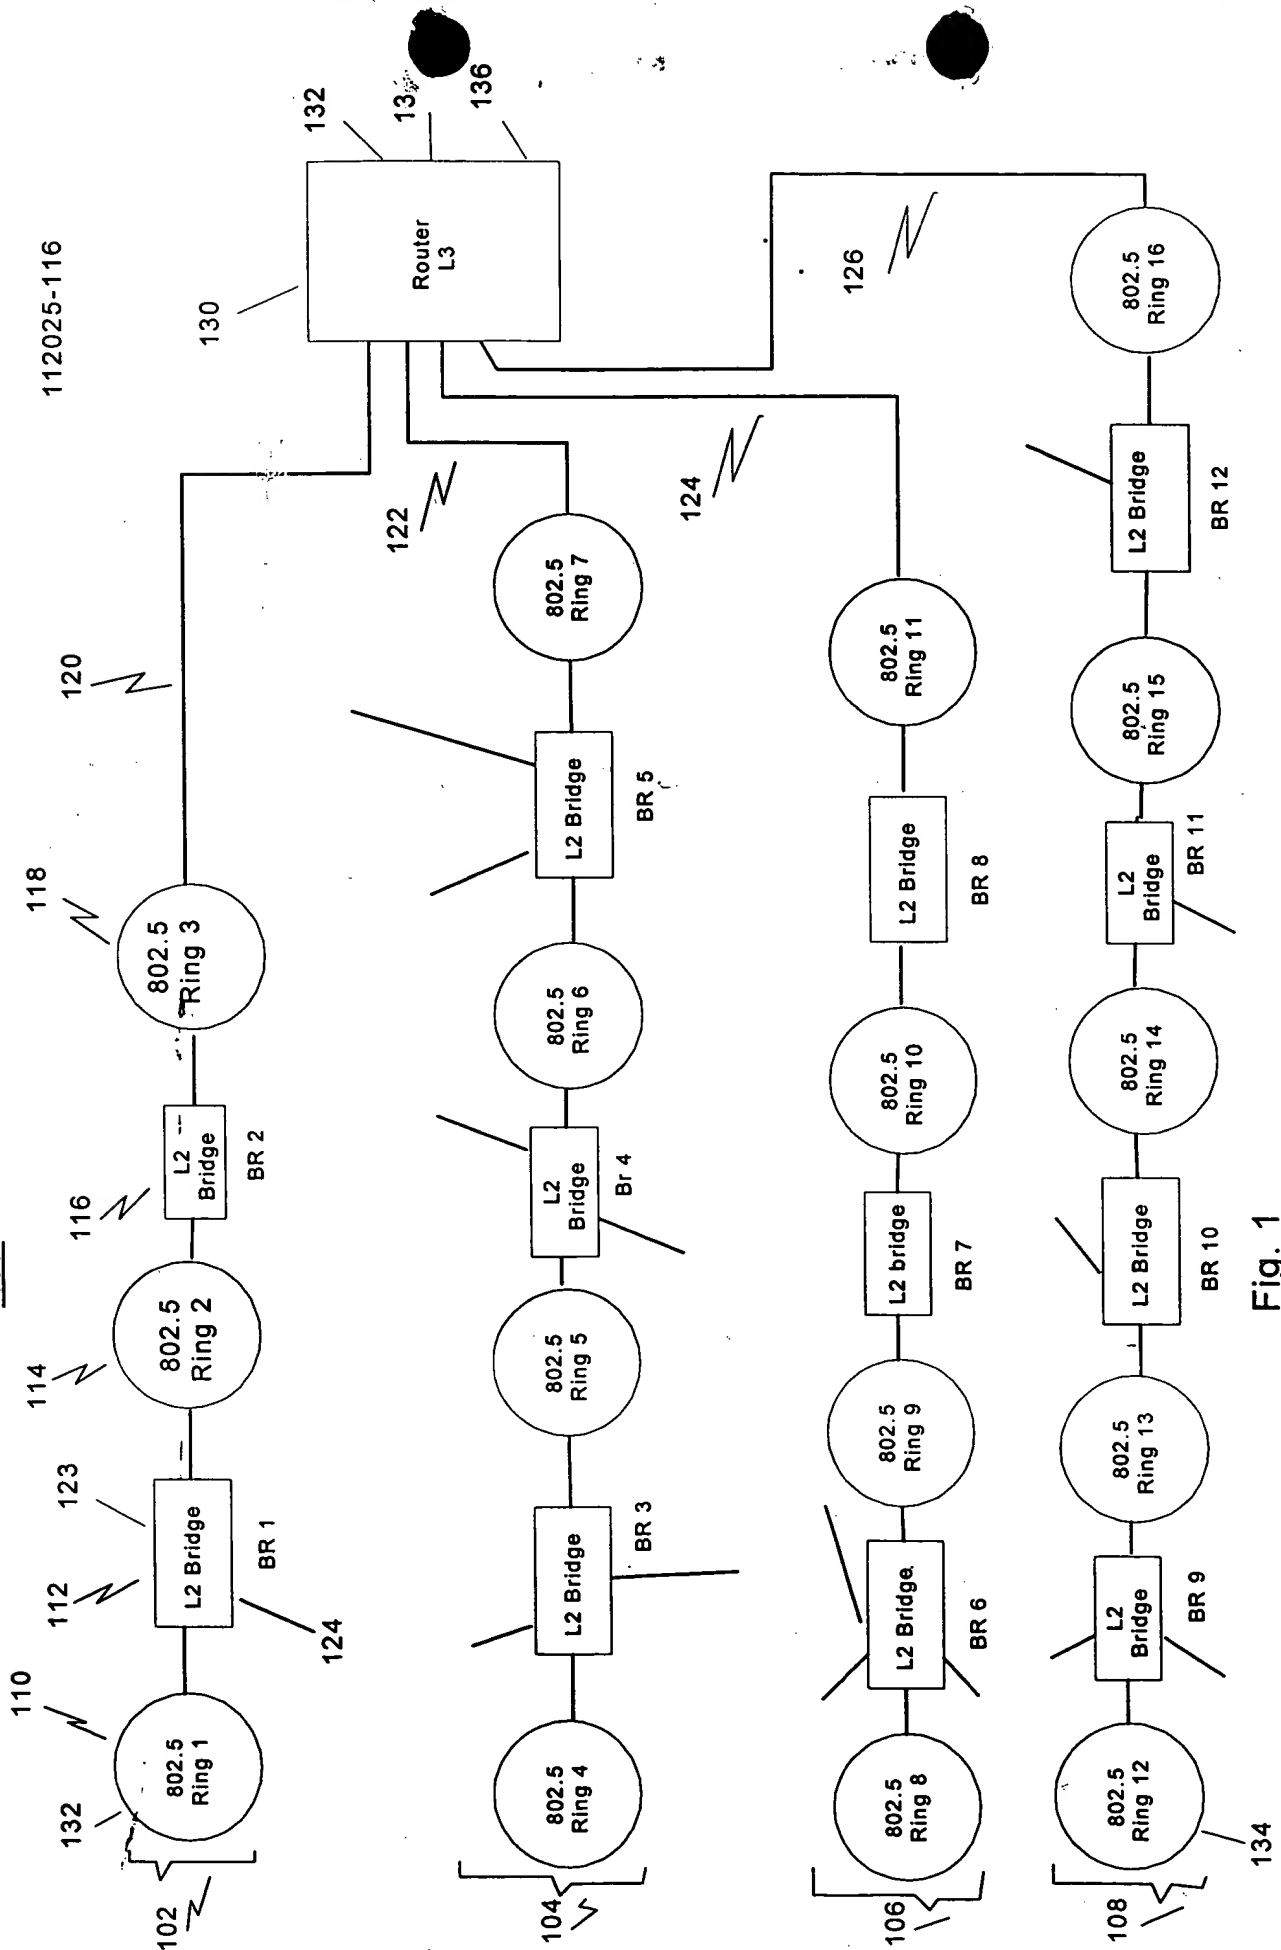 112025-116
130
Router
L3
132
13
136
120
122
124
126
102
132
110
802.5
Ring 1
112
123
L2 Bridge
BR 1
124
114
802.5
Ring 2
116
L2
Bridge
BR 2
118
802.5
Ring 3
104
802.5
Ring 4
L2 Bridge
BR 3
802.5
Ring 5
L2
Bridge
Br 4
802.5
Ring 6
L2 Bridge
BR 5
802.5
Ring 7
106
802.5
Ring 8
L2 Bridge
BR 6
802.5
Ring 9
L2 bridge
BR 7
802.5
Ring 10
L2 Bridge
BR 8
802.5
Ring 11
108
802.5
Ring 12
134
L2
Bridge
BR 9
802.5
Ring 13
L2 Bridge
BR 10
802.5
Ring 14
L2
Bridge
BR 11
802.5
Ring 15
L2 Bridge
BR 12
802.5
Ring 16
Fig. 1